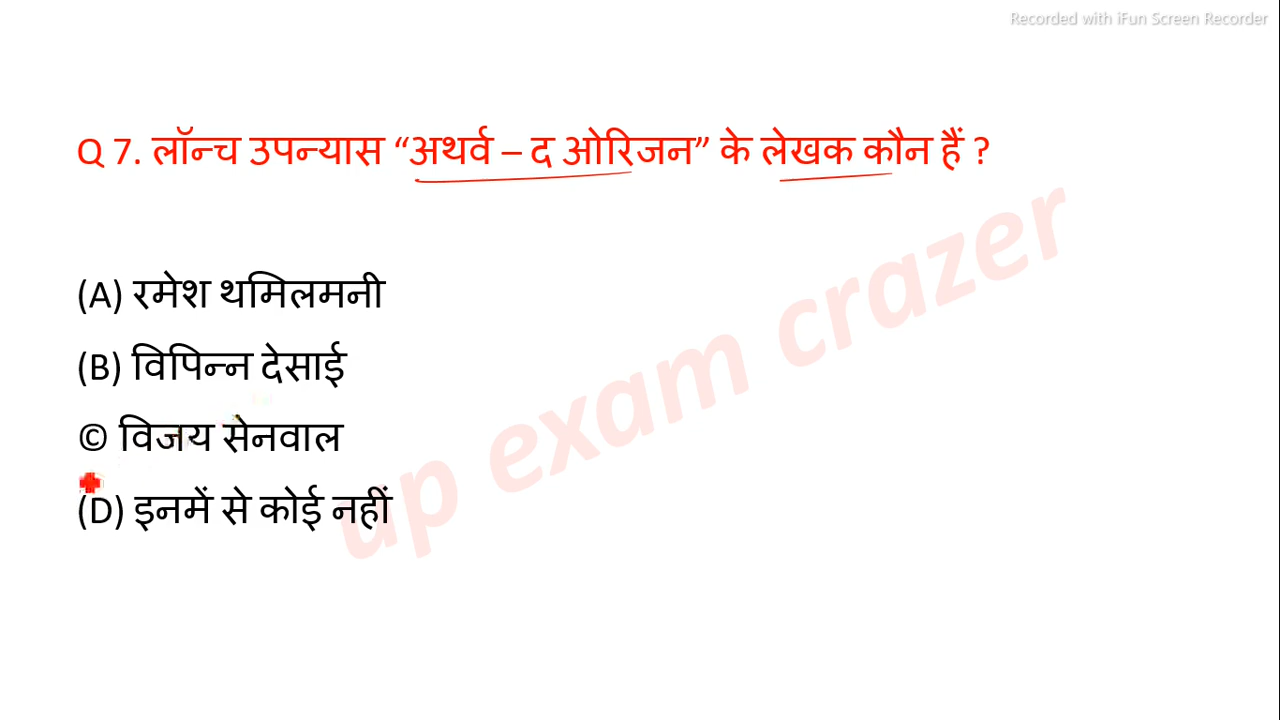 Recorded with iFun Screen Recorder
Q 7. लॉन्च उपन्यास “अथर्व – द ओरिजन” के लेखक कौन हैं ?
(A) रमेश थमिलमनी
(B) विपिन्न देसाई
© विजय सेनवाल
(D) इनमें से कोई नहीं
up exam crazer